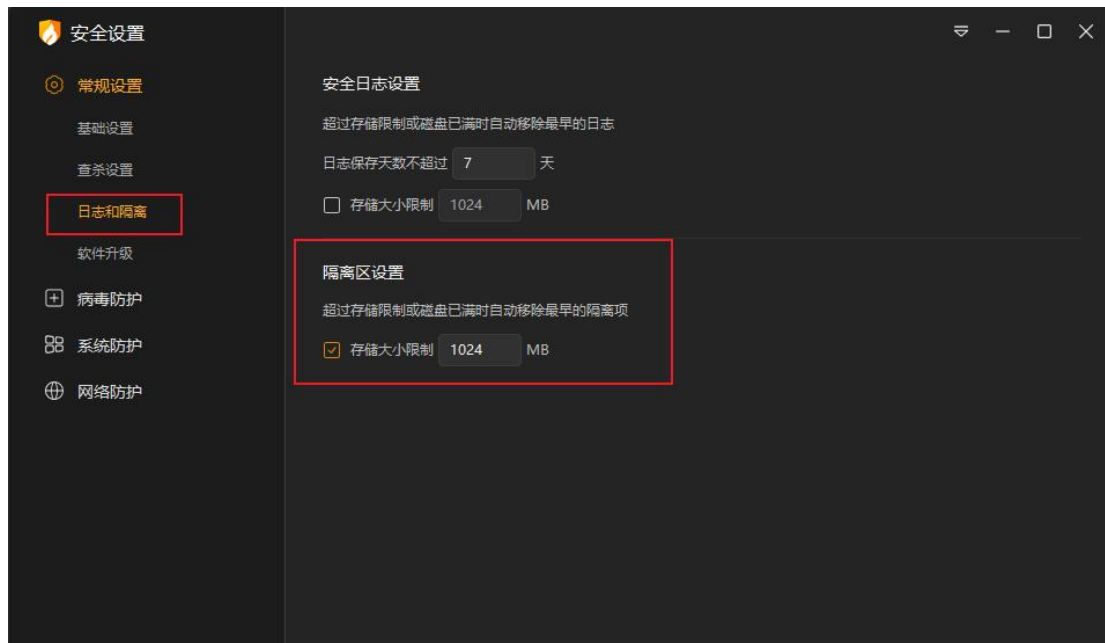 安全设置
常规设置
基础设置
查杀设置
日志和隔离
软件升级
病毒防护
系统防护
网络防护
安全日志设置
超过存储限制或磁盘已满时自动移除最早的日志
日志保存天数不超过 7 天
存储大小限制 1024 MB
隔离区设置
超过存储限制或磁盘已满时自动移除最早的隔离项
存储大小限制 1024 MB